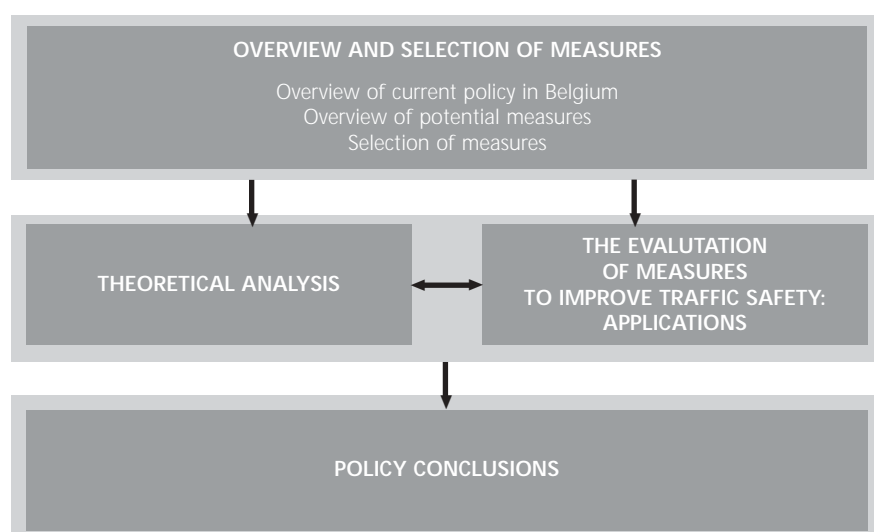 OVERVIEW AND SELECTION OF MEASURES
Overview of current policy in Belgium
Overview of potential measures
Selection of measures
THEORETICAL ANALYSIS
THE EVALUTATION
OF MEASURES
TO IMPROVE TRAFFIC SAFETY:
APPLICATIONS
POLICY CONCLUSIONS